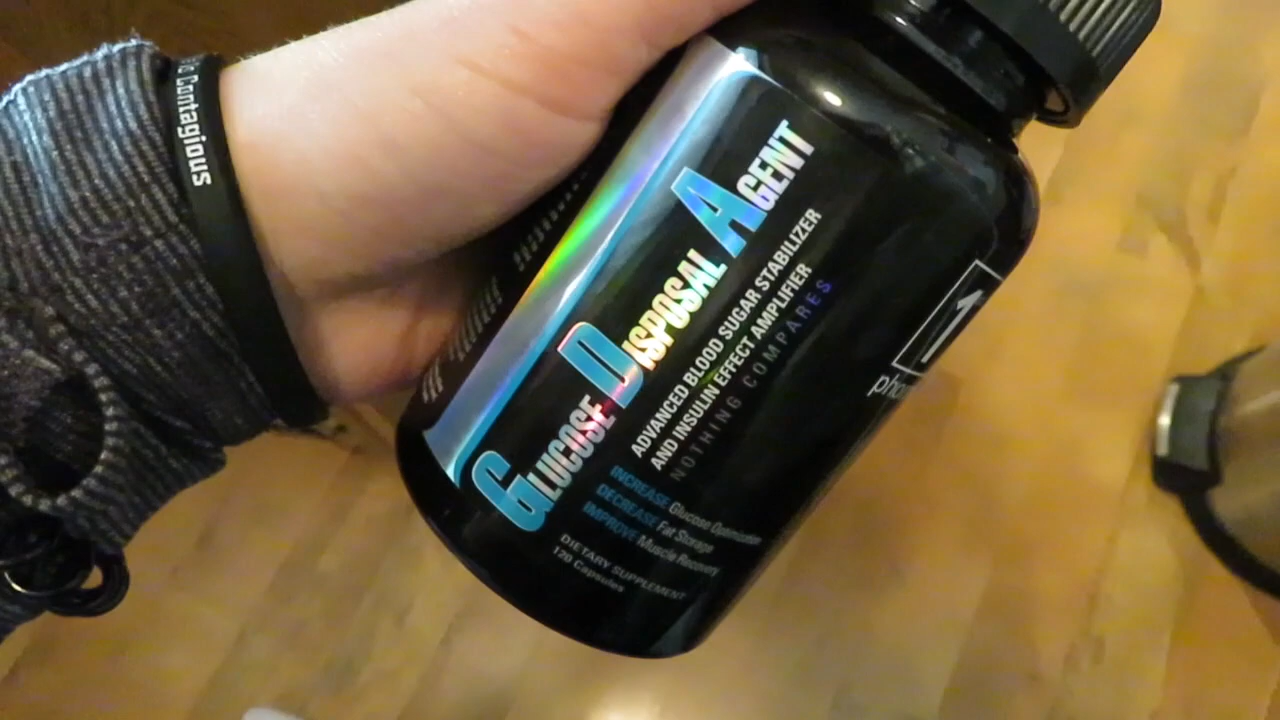 Contagious
GLUCOSE DISPOSAL AGENT
ADVANCED BLOOD SUGAR STABILIZER
AND INSULIN EFFECT AMPLIFIER
NOTHING COMPARES
INCREASE Glucose Optimization
DECREASE Fat Storage
IMPROVE Muscle Recovery
DIETARY SUPPLEMENT
120 Capsules
1